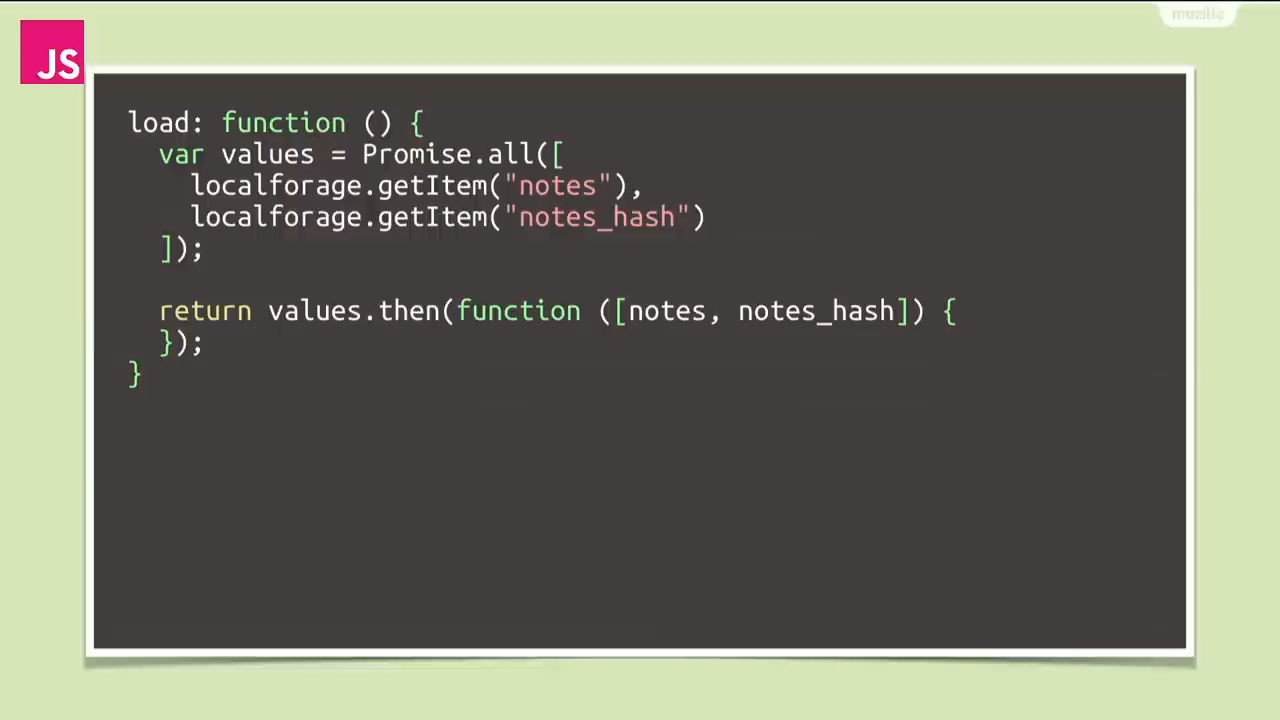 mozilla
JS
load: function () {
  var values = Promise.all([
    localforage.getItem("notes"),
    localforage.getItem("notes_hash")
  ]);

  return values.then(function ([notes, notes_hash]) {
  });
}